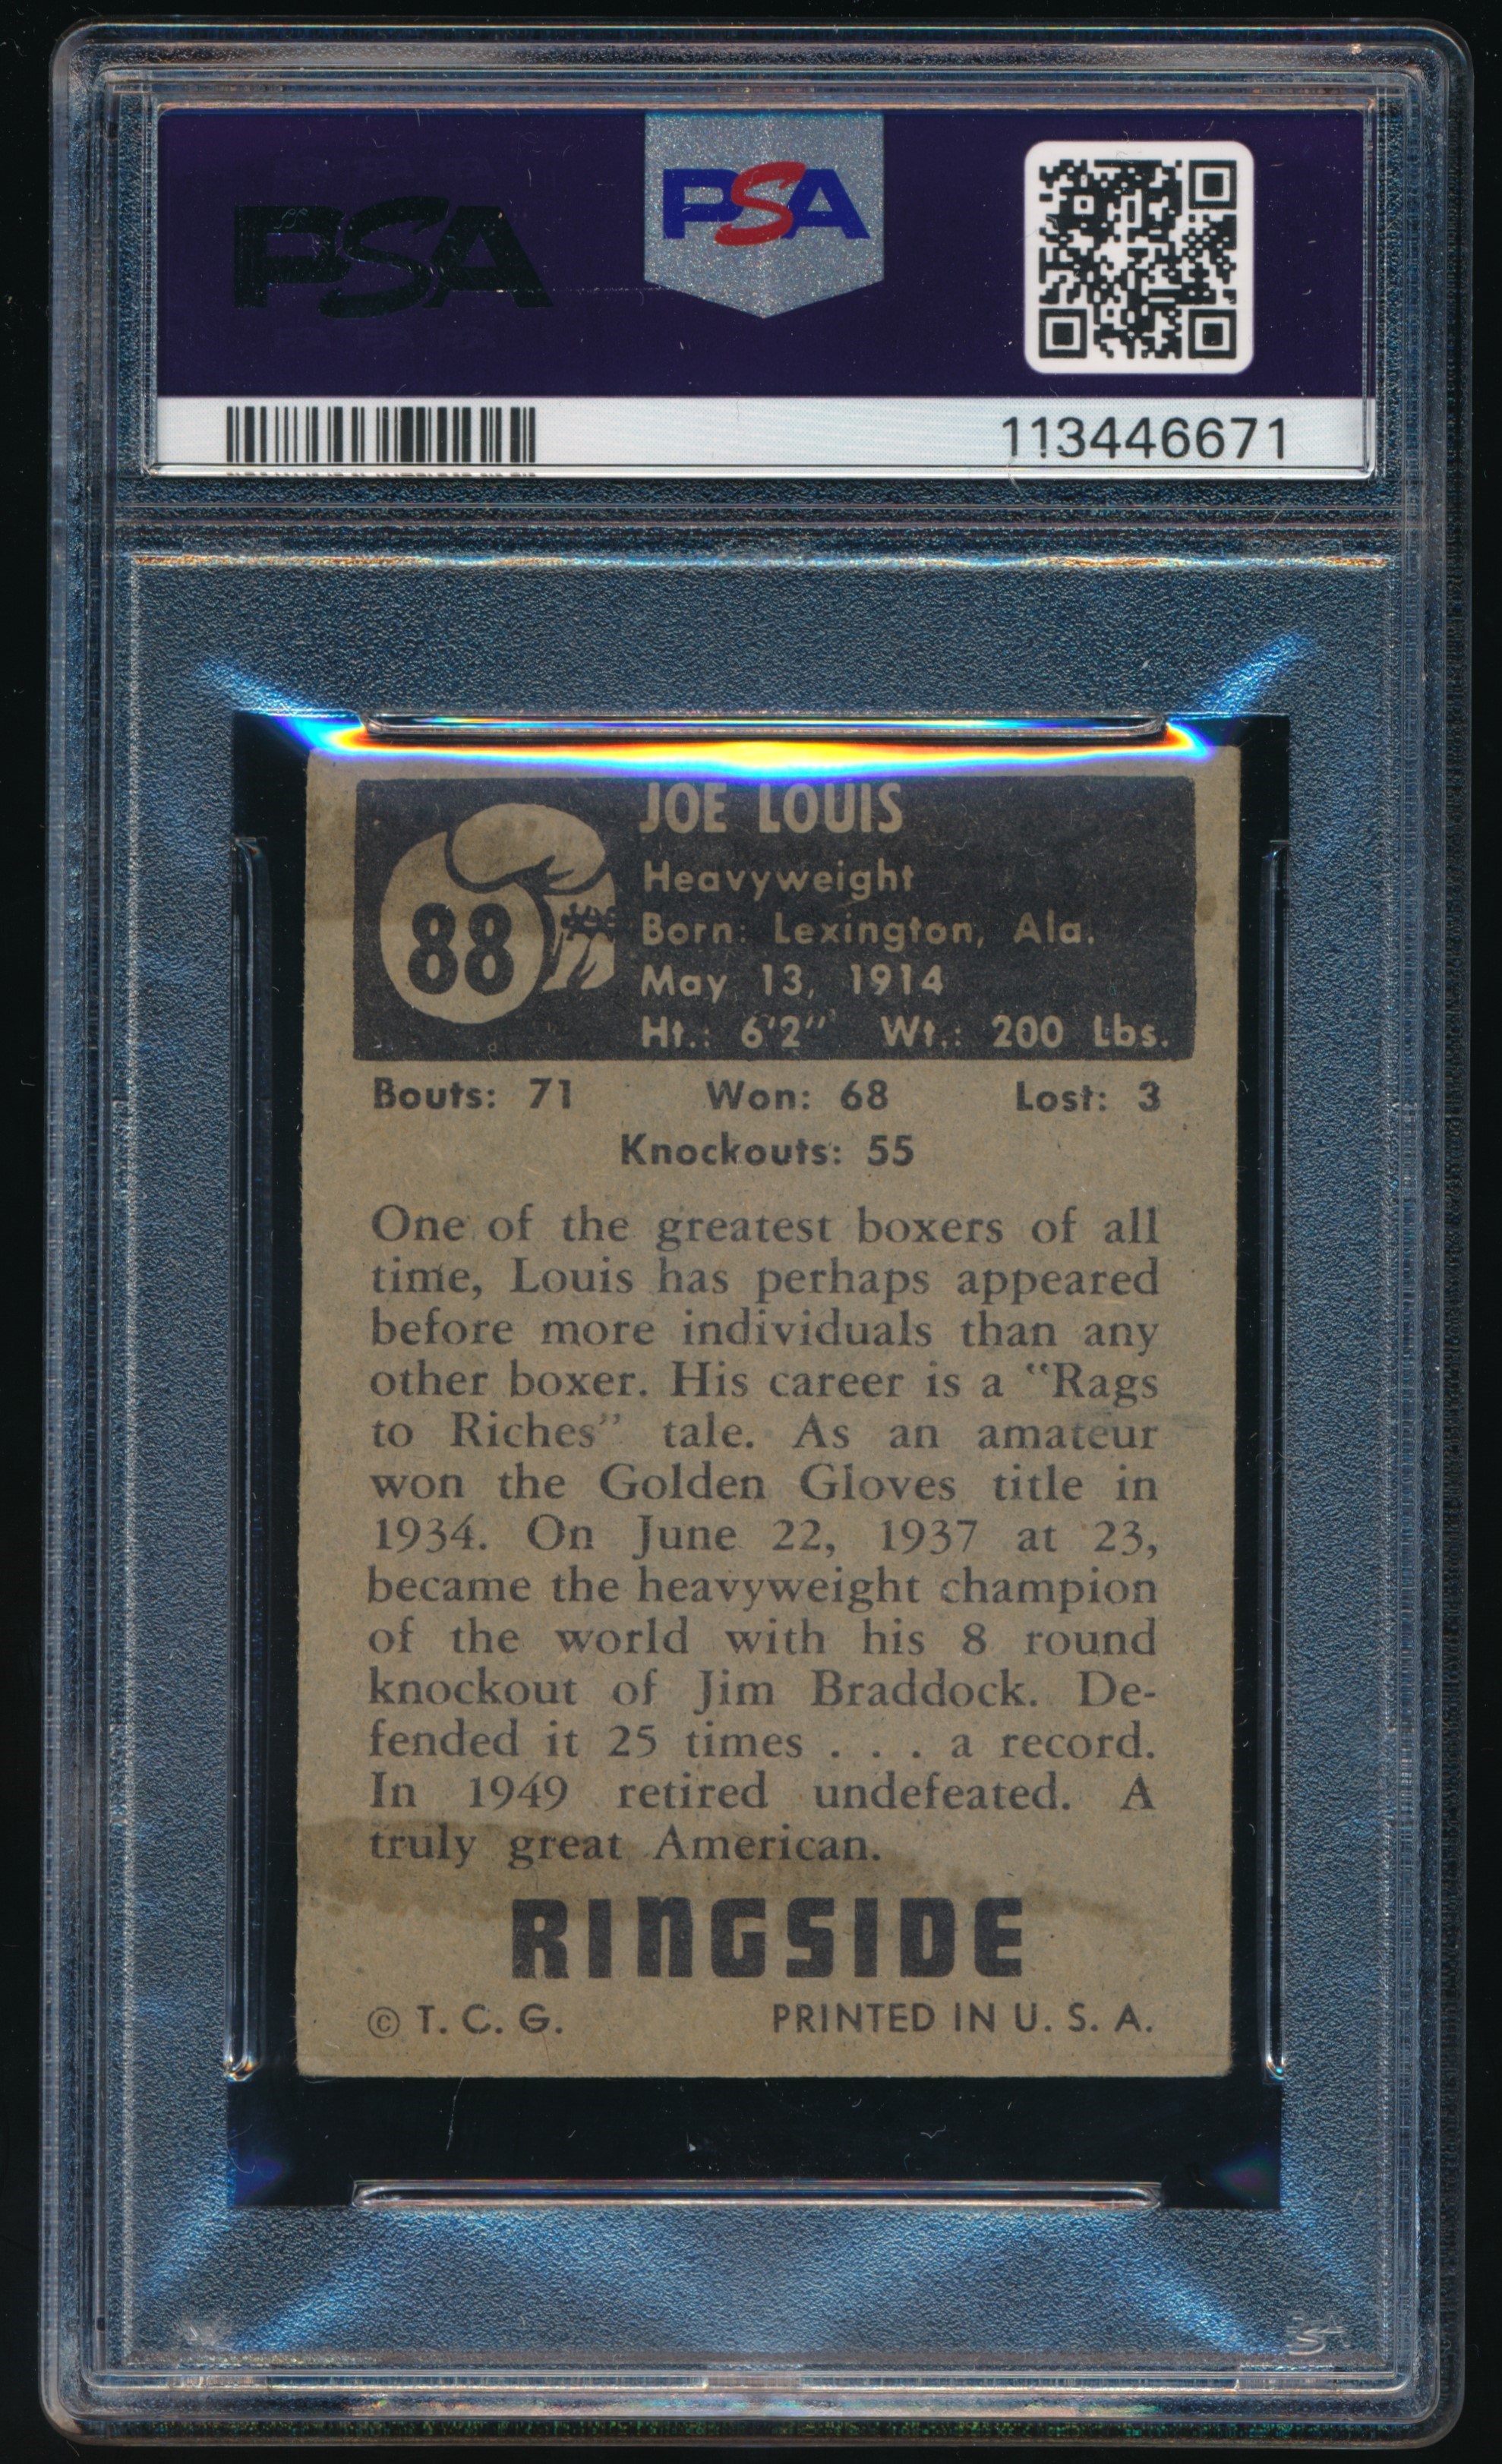 PSA
PSA
113446671
JOE LOUIS
88
Heavyweight
Born: Lexington, Ala.
May 13, 1914
Ht.: 6'2" Wt.: 200 Lbs.
Bouts: 71 Won: 68 Lost: 3
Knockouts: 55
One of the greatest boxers of all
time, Louis has perhaps appeared
before more individuals than any
other boxer. His career is a "Rags
to Riches" tale. As an amateur
won the Golden Gloves title in
1934. On June 22, 1937 at 23,
became the heavyweight champion
of the world with his 8 round
knockout of Jim Braddock. De-
fended it 25 times . . . a record.
In 1949 retired undefeated. A
truly great American.
RINGSIDE
© T. C. G. PRINTED IN U. S. A.
PSA